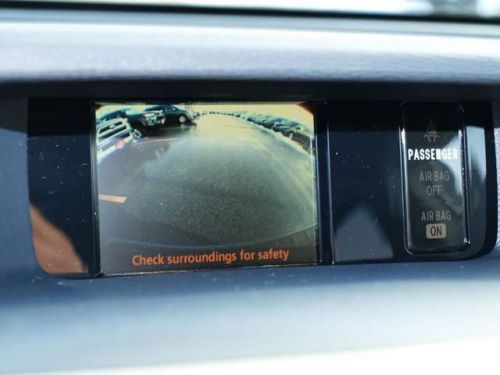 Check surroundings for safety
PASSENGER
AIR BAG
OFF
AIR BAG
ON